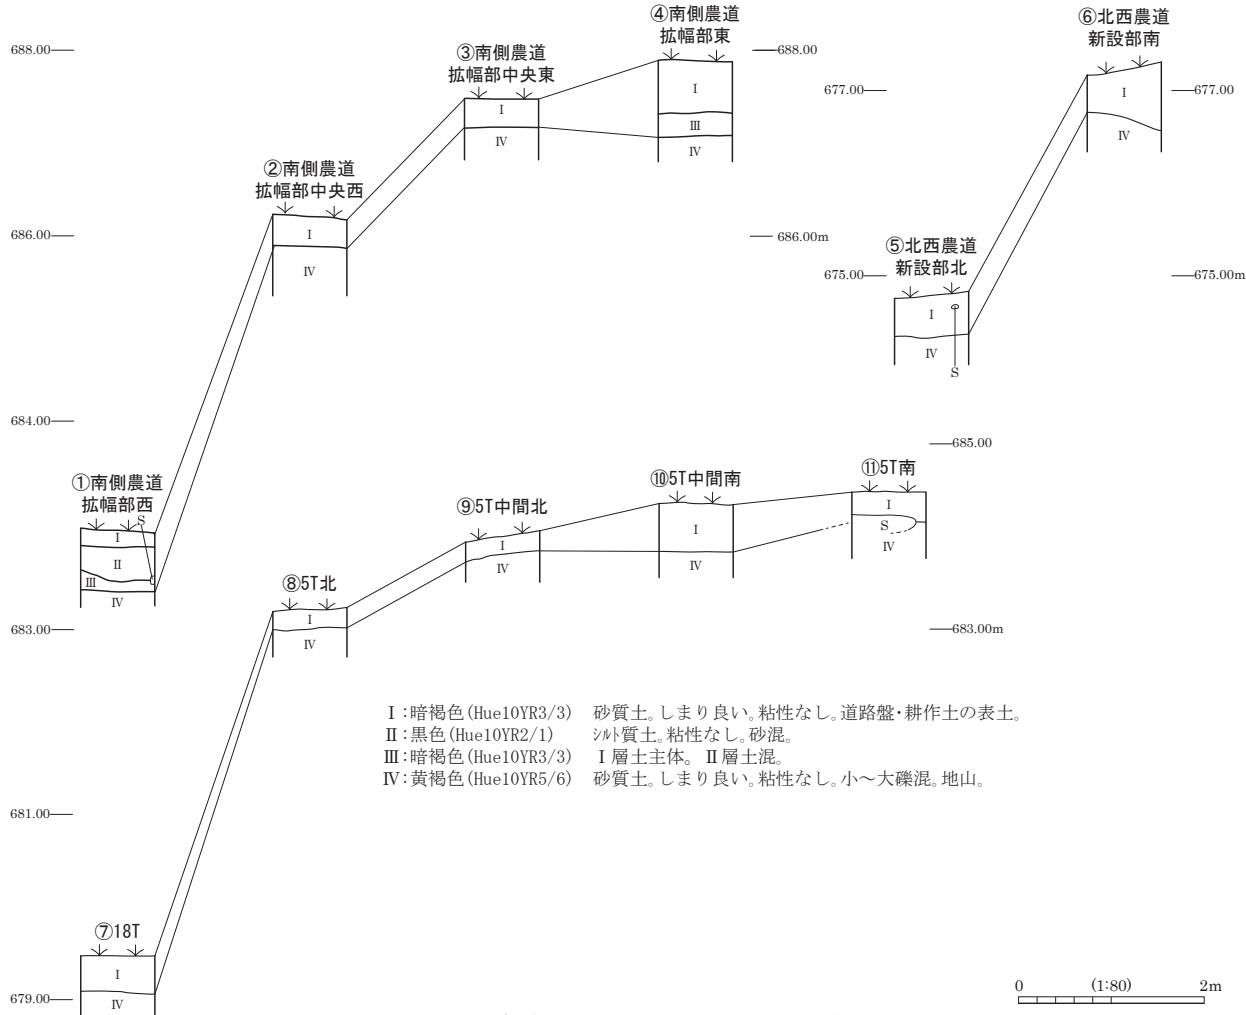 ④南側農道
拡幅部東
688.00
688.00
③南側農道
拡幅部中央東
⑥北西農道
新設部南
677.00
677.00
I
I
I
III
IV
IV
IV
②南側農道
拡幅部中央西
686.00
686.00m
I
IV
⑤北西農道
新設部北
675.00
675.00m
I
IV
S
684.00
685.00
①南側農道
拡幅部西
S
I
II
III
IV
⑩5T中間南
⑪5T南
⑨5T中間北
I
I
S
IV
I
IV
IV
⑧5T北
I
IV
683.00
683.00m
I:暗褐色(Hue10YR3/3) 砂質土。しまり良い。粘性なし。道路盤・耕作土の表土。
II:黒色(Hue10YR2/1) シルト質土。粘性なし。砂混。
III:暗褐色(Hue10YR3/3) I層土主体。II層土混。
IV:黄褐色(Hue10YR5/6) 砂質土。しまり良い。粘性なし。小〜大礫混。地山。
681.00
⑦18T
I
IV
679.00
0 (1:80) 2m